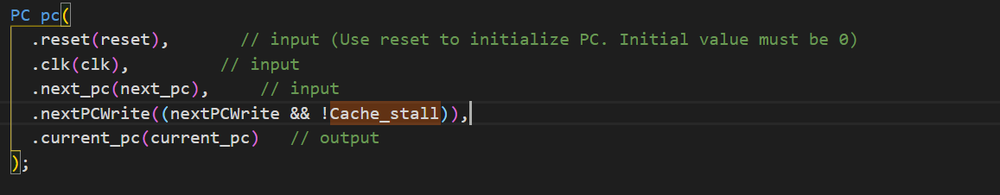 PC pc(
.reset(reset), // input (Use reset to initialize PC. Initial value must be 0)
.clk(clk), // input
.next_pc(next_pc), // input
.nextPCWrite((nextPCWrite && !Cache_stall)),
.current_pc(current_pc) // output
);